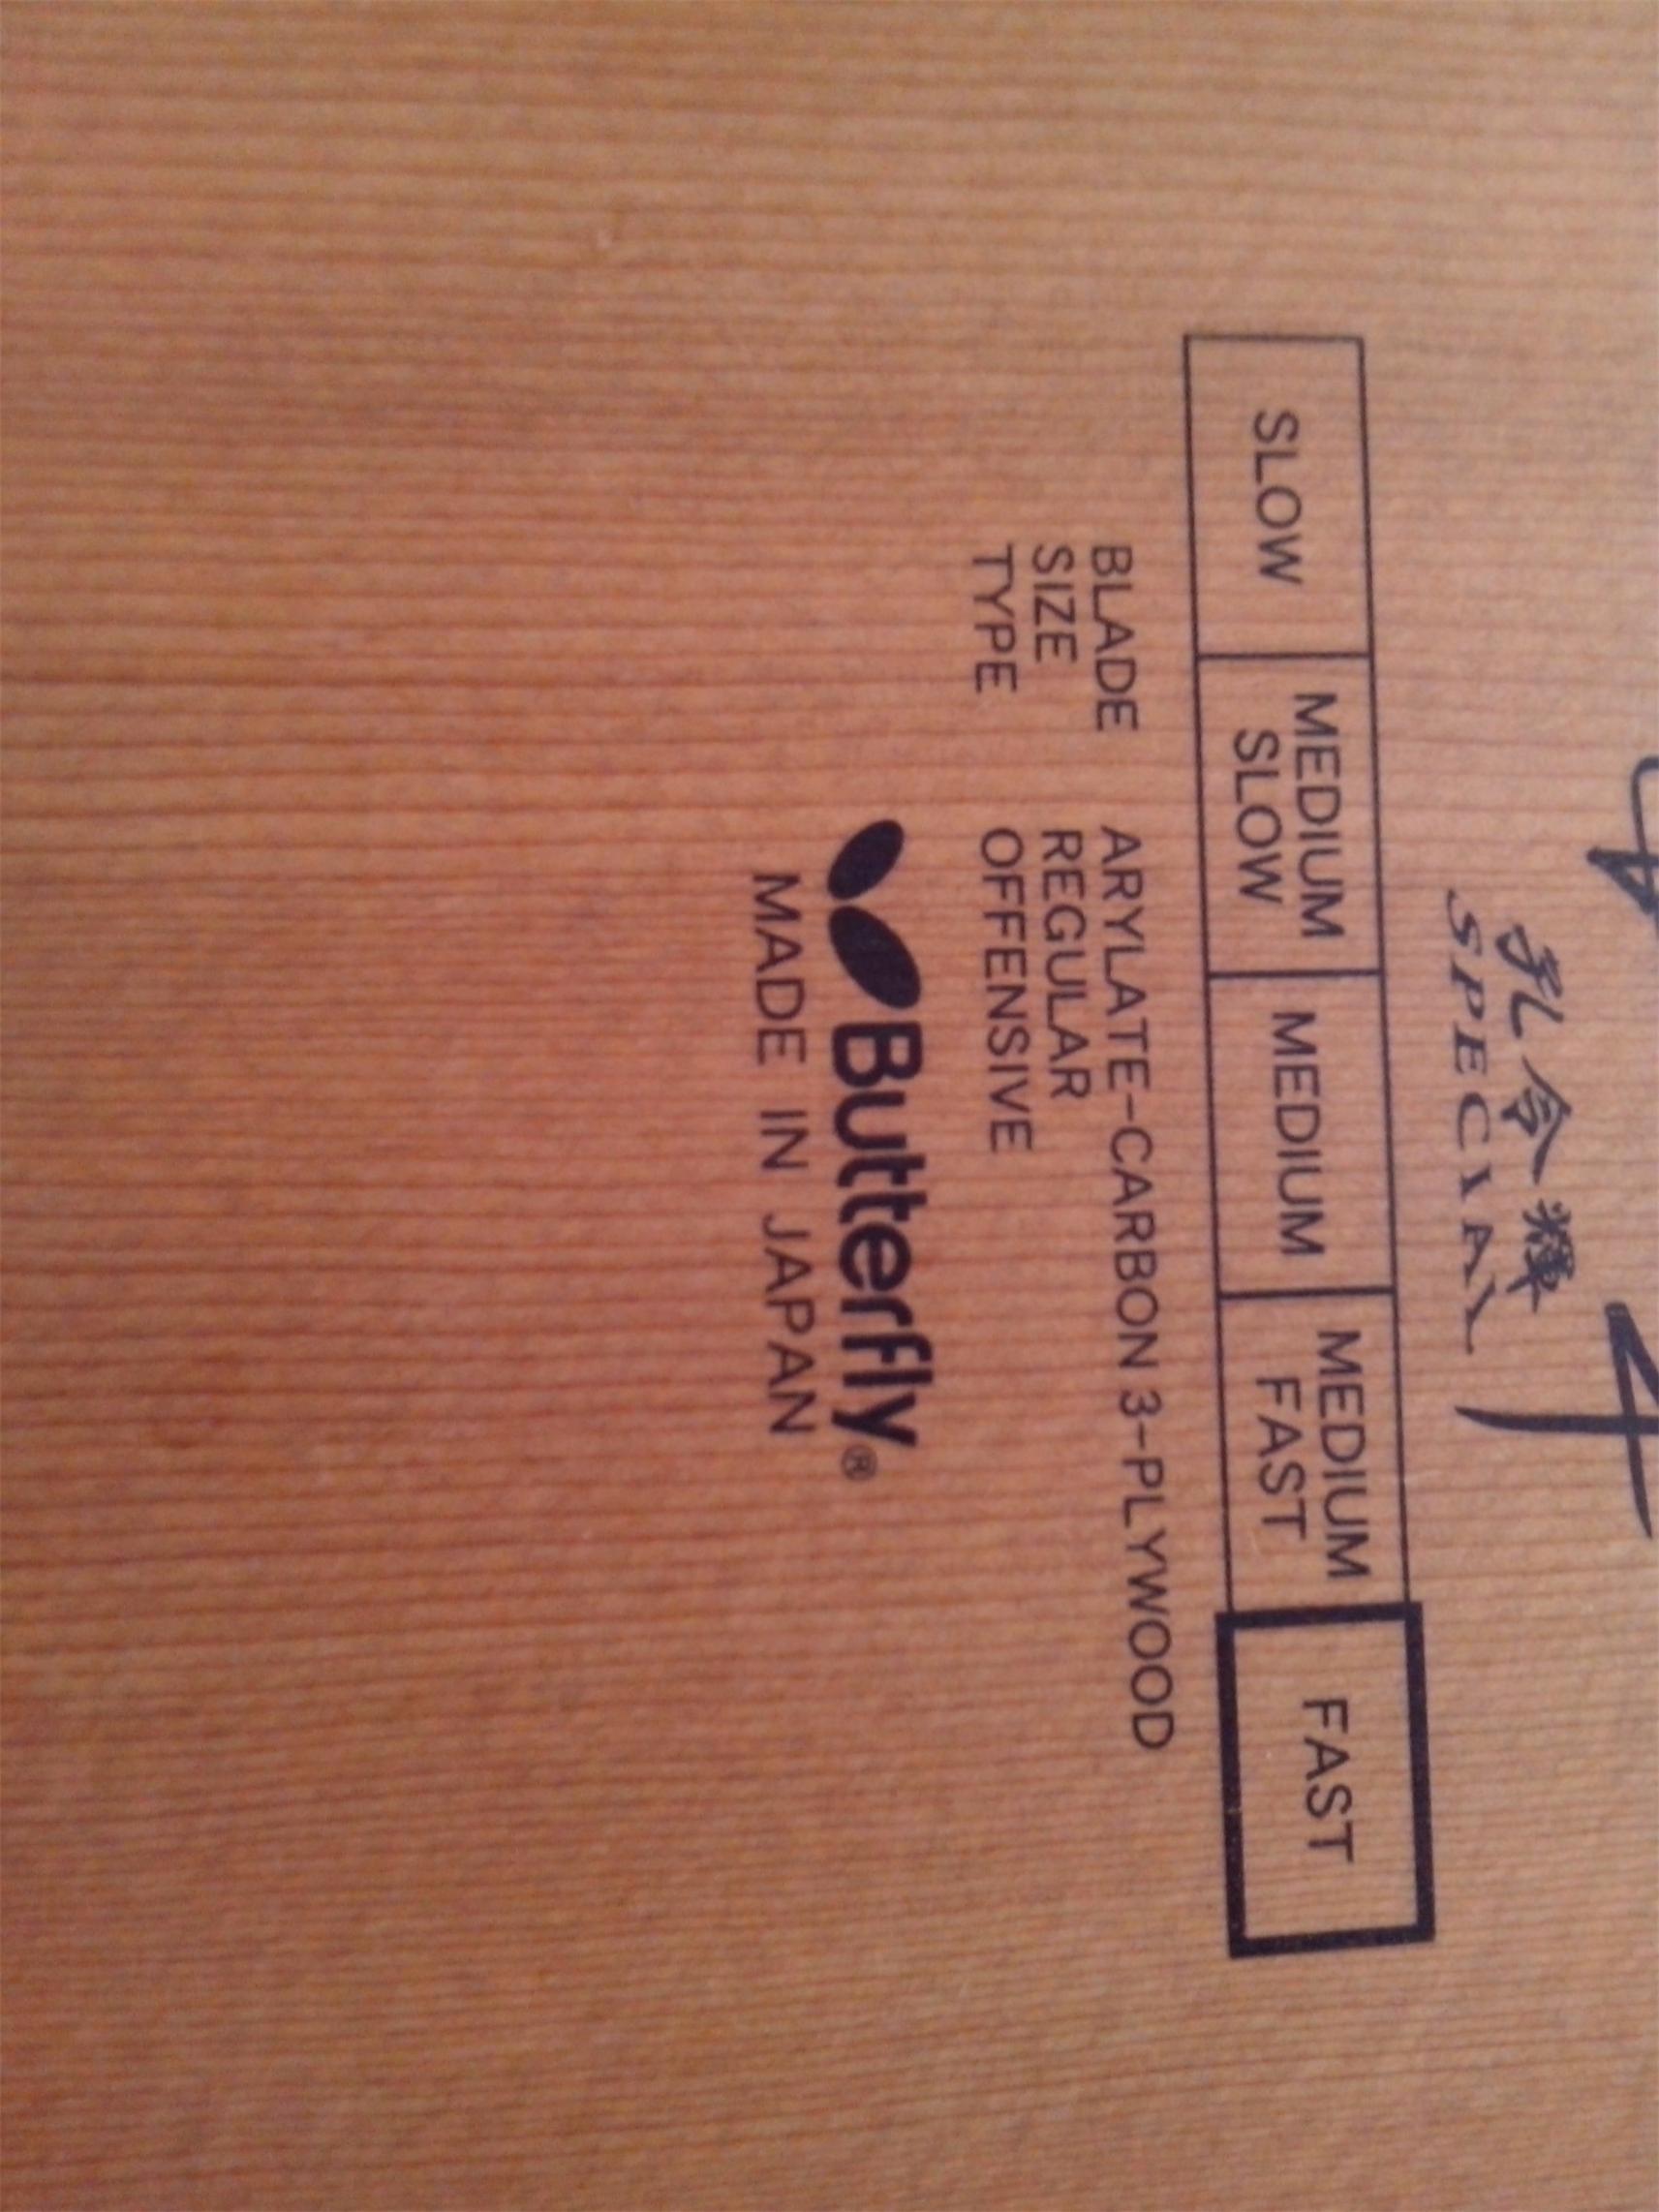 孔令輝
SPECIAL
SLOW MEDIUM SLOW MEDIUM MEDIUM FAST FAST
BLADE ARYLATE-CARBON 3-PLYWOOD
SIZE REGULAR
TYPE OFFENSIVE
Butterfly®
MADE IN JAPAN